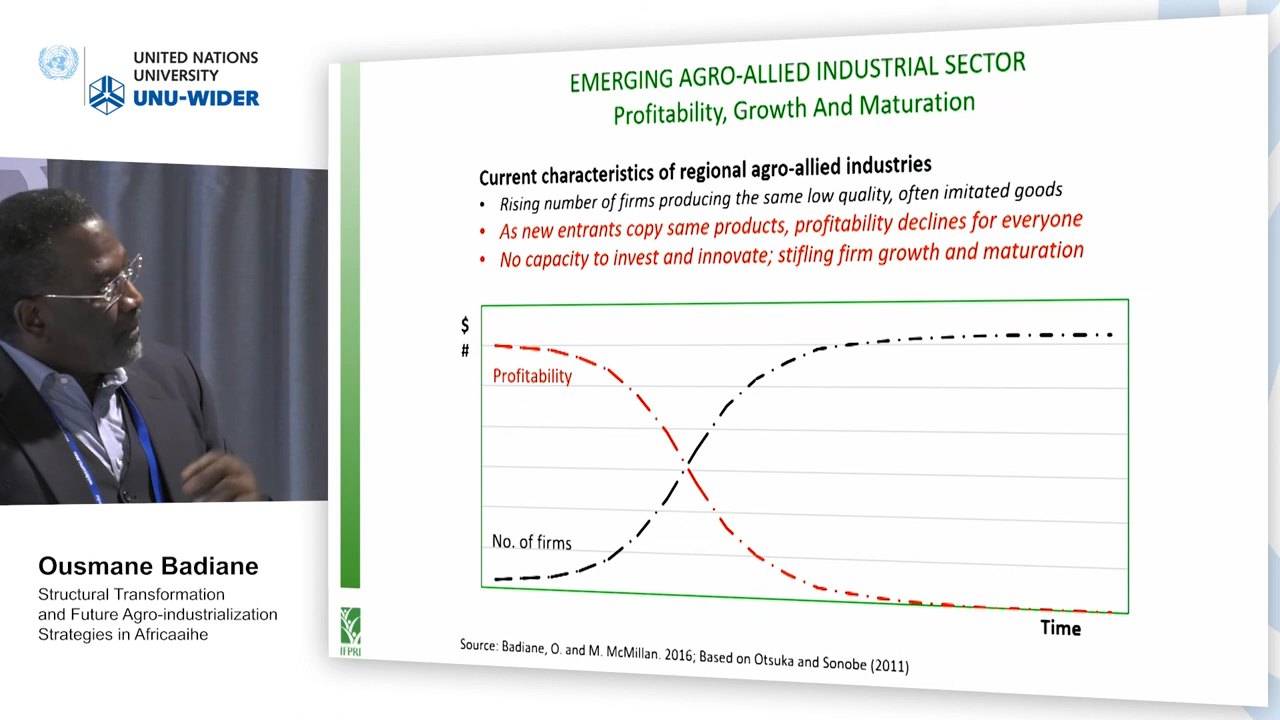 UNITED NATIONS
UNIVERSITY
UNU-WIDER
EMERGING AGRO-ALLIED INDUSTRIAL SECTOR
Profitability, Growth And Maturation
Current characteristics of regional agro-allied industries
• Rising number of firms producing the same low quality, often imitated goods
• As new entrants copy same products, profitability declines for everyone
• No capacity to invest and innovate; stifling firm growth and maturation
$
#
Profitability
No. of firms
Time
IFPRI
Source: Badiane, O. and M. McMillan. 2016; Based on Otsuka and Sonobe (2011)
Ousmane Badiane
Structural Transformation
and Future Agro-industrialization
Strategies in Africaaihe